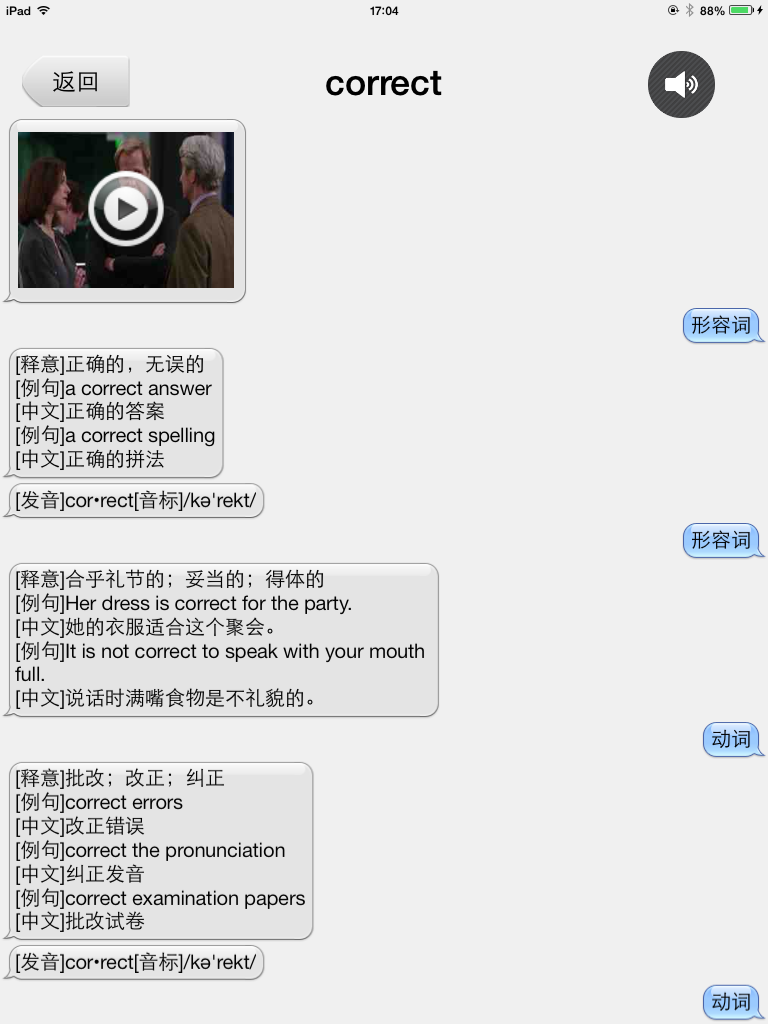 iPad 17:04 88%
返回 correct
形容词
[释意]正确的，无误的
[例句]a correct answer
[中文]正确的答案
[例句]a correct spelling
[中文]正确的拼法
[发音]cor•rect[音标]/kə'rekt/
形容词
[释意]合乎礼节的；妥当的；得体的
[例句]Her dress is correct for the party.
[中文]她的衣服适合这个聚会。
[例句]It is not correct to speak with your mouth
full.
[中文]说话时满嘴食物是不礼貌的。
动词
[释意]批改；改正；纠正
[例句]correct errors
[中文]改正错误
[例句]correct the pronunciation
[中文]纠正发音
[例句]correct examination papers
[中文]批改试卷
[发音]cor•rect[音标]/kə'rekt/
动词